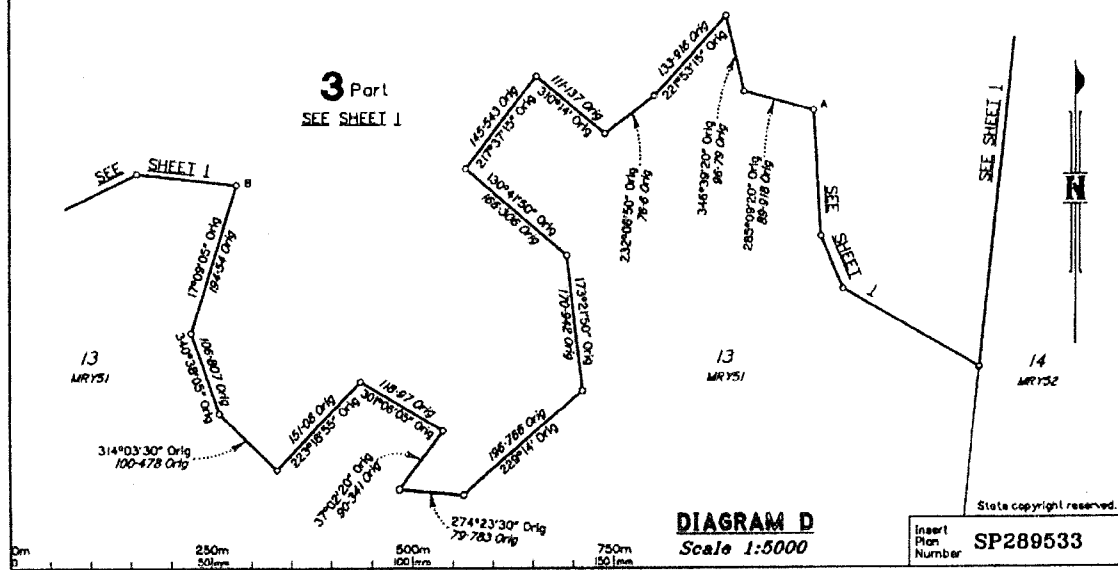 3 Part
SEE SHEET 1
SEE SHEET 1
B
17°09'05" Orig
194·54 Orig
13
MRY51
106·807 Orig
340°38'05" Orig
314°03'30" Orig
100·478 Orig
151·08 Orig
223°18'55" Orig
118·97 Orig
301°06'05" Orig
37°02'20" Orig
90·341 Orig
274°23'30" Orig
79·783 Orig
196·766 Orig
229°14' Orig
173°21'50" Orig
170·942 Orig
130°41'50" Orig
166·306 Orig
145·543 Orig
217°37'15" Orig
111·137 Orig
310°14' Orig
232°06'50" Orig
76·6 Orig
133·916 Orig
221°53'15" Orig
346°39'20" Orig
96·79 Orig
285°09'20" Orig
89·918 Orig
A
SEE SHEET 1
SEE SHEET 1
N
13
MRY51
14
MRY52
DIAGRAM D
Scale 1:5000
0m 250m 500m 750m
50mm 100mm 150mm
State copyright reserved.
Insert
Plan
Number
SP289533